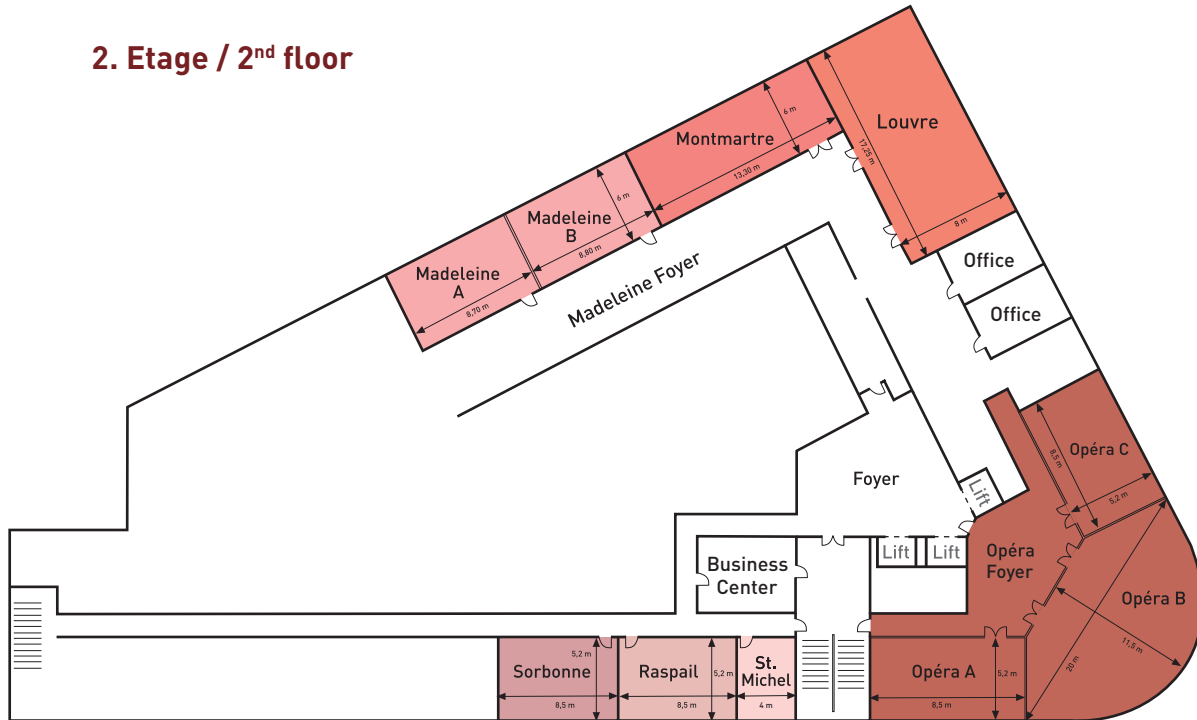 2. Etage / 2nd floor
Louvre
17,25 m
8 m
Montmartre
6 m
13,30 m
Madeleine
B
6 m
8,80 m
Madeleine
A
8,70 m
Madeleine Foyer
Office
Office
Opéra C
8,5 m
5,2 m
Foyer
Lift
Lift
Lift
Opéra
Foyer
Business
Center
Opéra B
11,5 m
20 m
Sorbonne
5,2 m
8,5 m
Raspail
5,2 m
8,5 m
St.
Michel
4 m
Opéra A
5,2 m
8,5 m